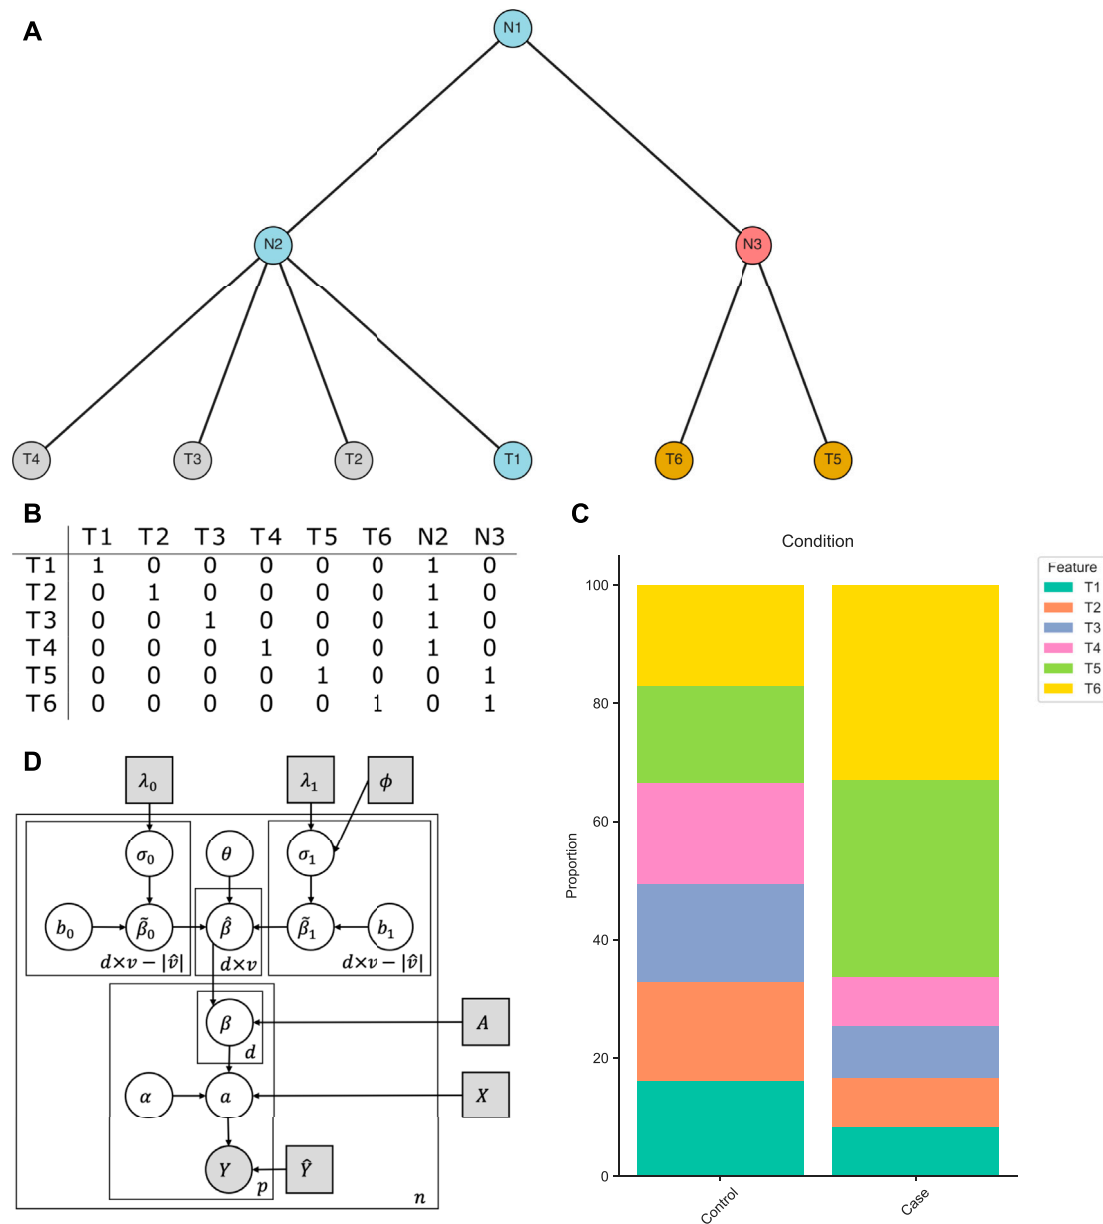 A
N1
N2
N3
T4
T3
T2
T1
T6
T5
B
T1 T2 T3 T4 T5 T6 N2 N3
T1 1 0 0 0 0 0 1 0
T2 0 1 0 0 0 0 1 0
T3 0 0 1 0 0 0 1 0
T4 0 0 0 1 0 0 1 0
T5 0 0 0 0 1 0 0 1
T6 0 0 0 0 0 1 0 1
C
Condition
Feature
T1
T2
T3
T4
T5
T6
100
80
60
40
20
0
Proportion
Control
Case
D
λ₀
λ₁
ϕ
σ₀
θ
σ₁
b₀
β̃₀
β̂
β̃₁
b₁
d×v − |v̂|
d×v
d×v − |v̂|
β
A
d
α
a
X
Y
Ŷ
p
n